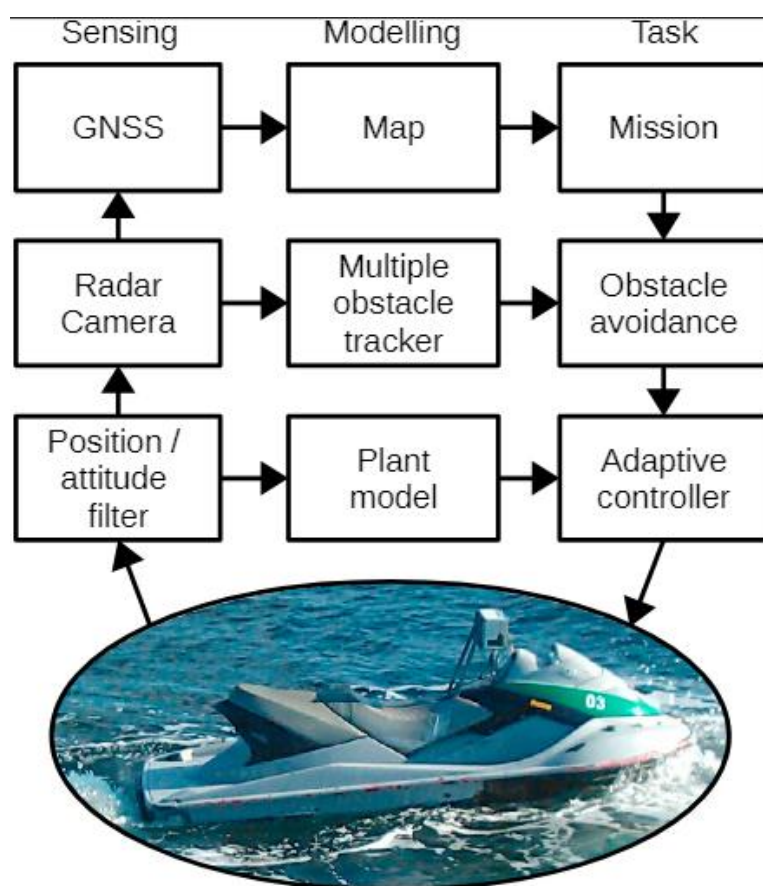 Sensing Modelling Task
GNSS
Map
Mission
Radar
Camera
Multiple
obstacle
tracker
Obstacle
avoidance
Position /
attitude
filter
Plant
model
Adaptive
controller
03